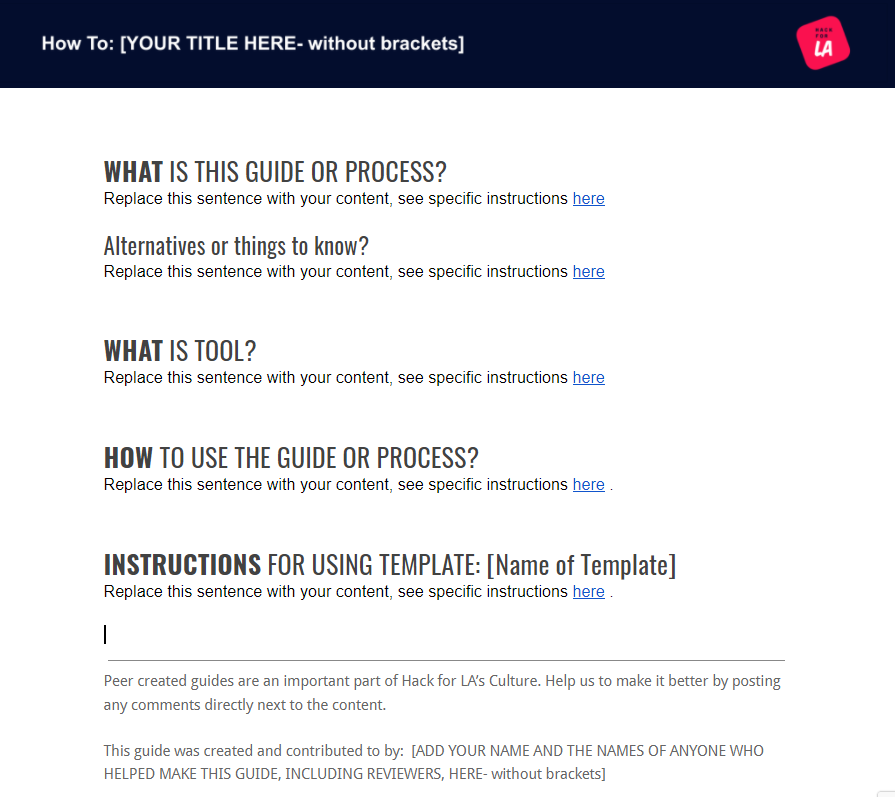 How To: [YOUR TITLE HERE- without brackets]
HACK
FOR
LA
WHAT IS THIS GUIDE OR PROCESS?
Replace this sentence with your content, see specific instructions here
Alternatives or things to know?
Replace this sentence with your content, see specific instructions here
WHAT IS TOOL?
Replace this sentence with your content, see specific instructions here
HOW TO USE THE GUIDE OR PROCESS?
Replace this sentence with your content, see specific instructions here .
INSTRUCTIONS FOR USING TEMPLATE: [Name of Template]
Replace this sentence with your content, see specific instructions here .
Peer created guides are an important part of Hack for LA’s Culture. Help us to make it better by posting
any comments directly next to the content.
This guide was created and contributed to by:  [ADD YOUR NAME AND THE NAMES OF ANYONE WHO
HELPED MAKE THIS GUIDE, INCLUDING REVIEWERS, HERE- without brackets]